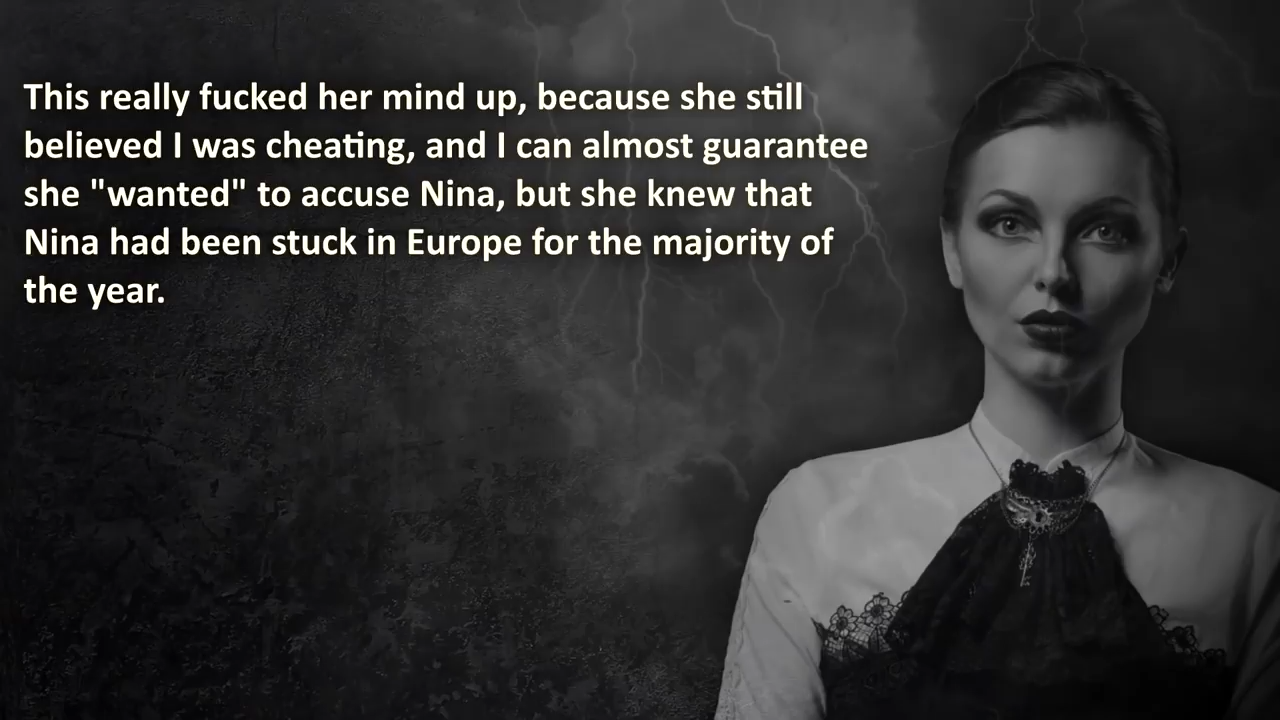 This really fucked her mind up, because she still
believed I was cheating, and I can almost guarantee
she "wanted" to accuse Nina, but she knew that
Nina had been stuck in Europe for the majority of
the year.